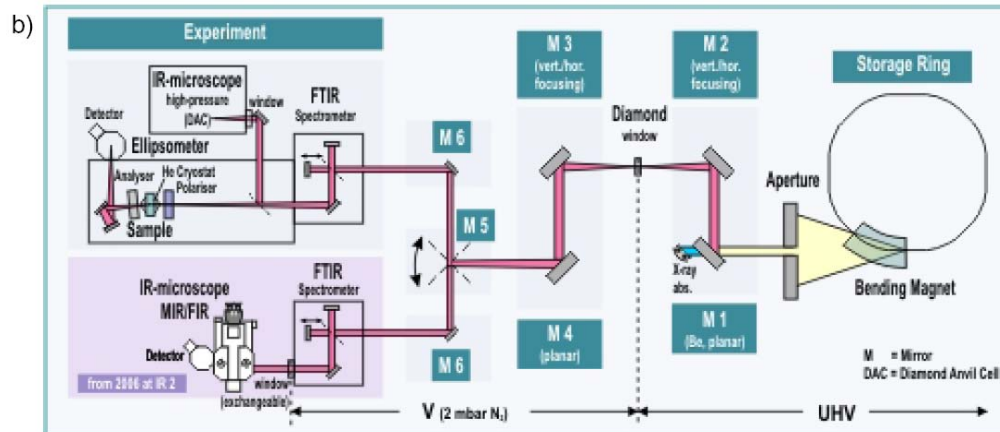 b)
Experiment
IR-microscope
high-pressure
(DAC)
window
FTIR
Spectrometer
Detector
Ellipsometer
Analyser
He Cryostat
Polariser
Sample
M 6
M 5
M 3
(vert./hor.
focusing)
Diamond
window
M 2
(vert./hor.
focusing)
Storage Ring
Aperture
X-ray
abs.
Bending Magnet
IR-microscope
MIR/FIR
FTIR
Spectrometer
Detector
from 2006 at IR 2
window
(exchangeable)
M 6
M 4
(planar)
M 1
(Be, planar)
M = Mirror
DAC = Diamond Anvil Cell
V (2 mbar N₂)
UHV